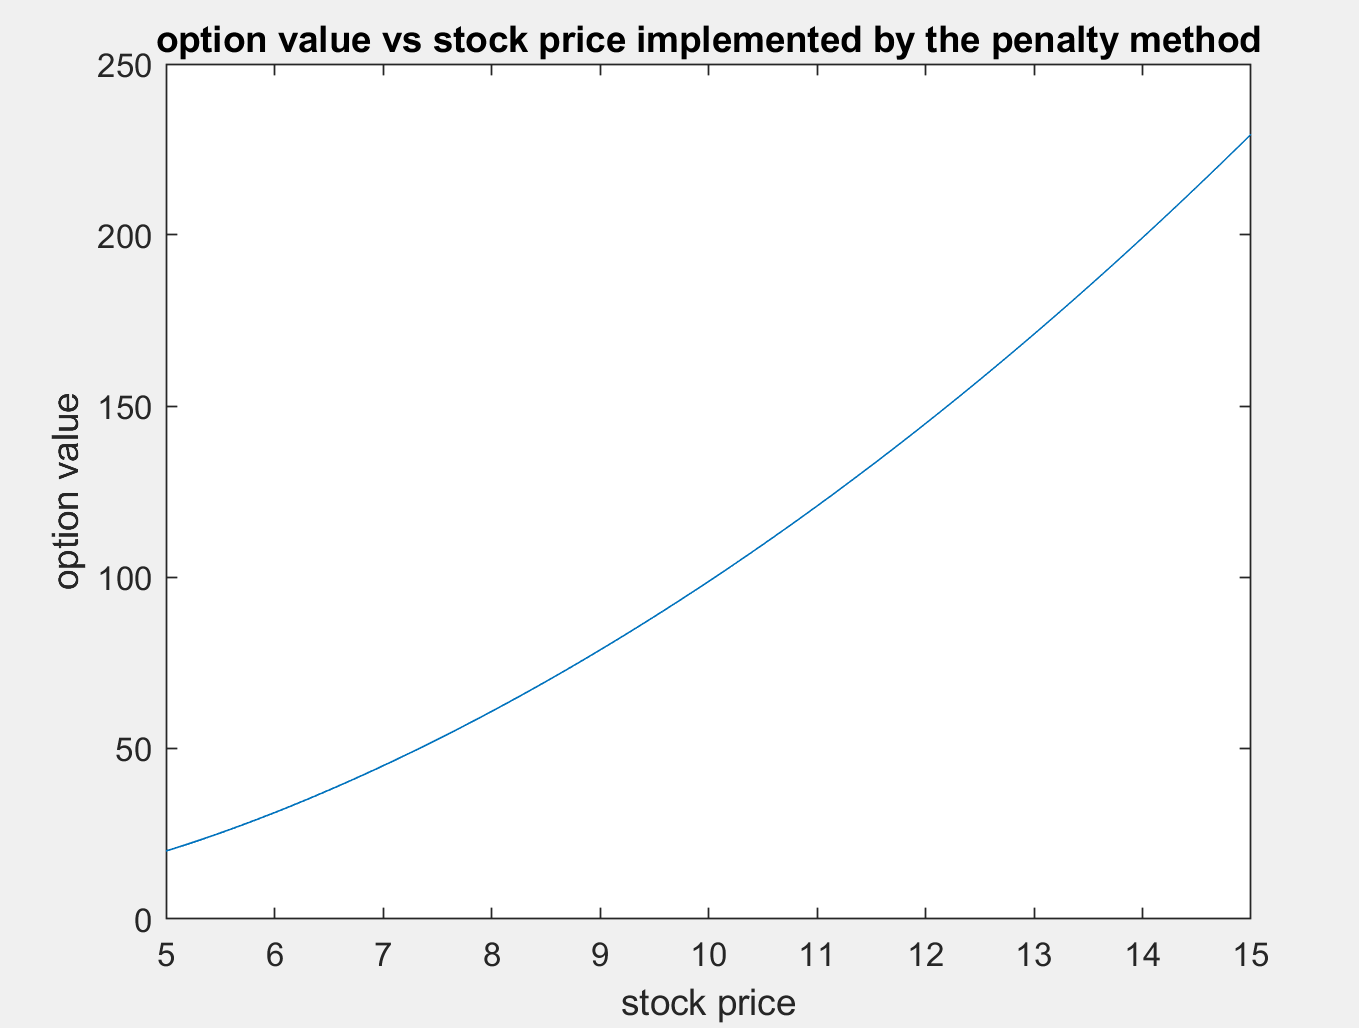 option value vs stock price implemented by the penalty method
250
200
150
100
50
0
option value
5 6 7 8 9 10 11 12 13 14 15
stock price